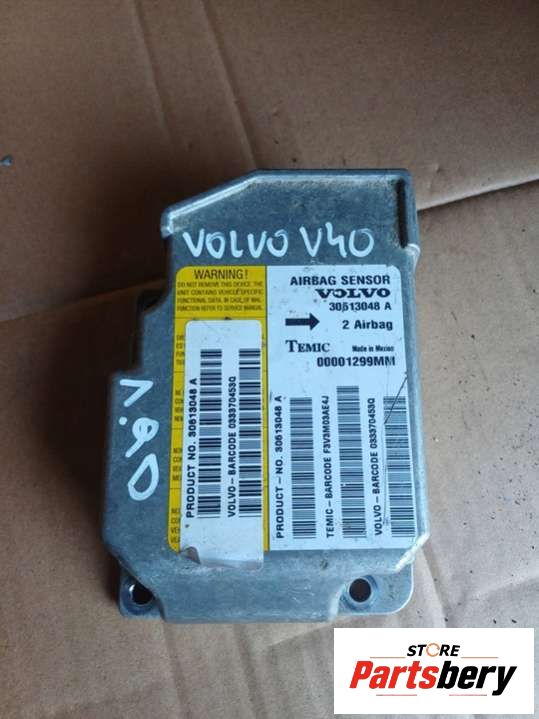 VOLVO V40
1.9D
WARNING!
DO NOT REMOVE THIS DEVICE. THE
UNIT CONTAINS VEHICLE SPECIFIC
FUNCTIONAL DATA. IN CASE OF MAL
FUNCTION REFER TO SERVICE MANUAL
AIRBAG SENSOR
VOLVO
30613048 A
2 Airbag
TEMIC Made in Mexico
00001299MM
PRODUCT NO. 30613048 A
VOLVO-BARCODE 033370453Q
PRODUCT-NO. 30613048 A
TEMIC-BARCODE F3V3M03AE4J
VOLVO-BARCODE 033370453Q
STORE
Partsbery